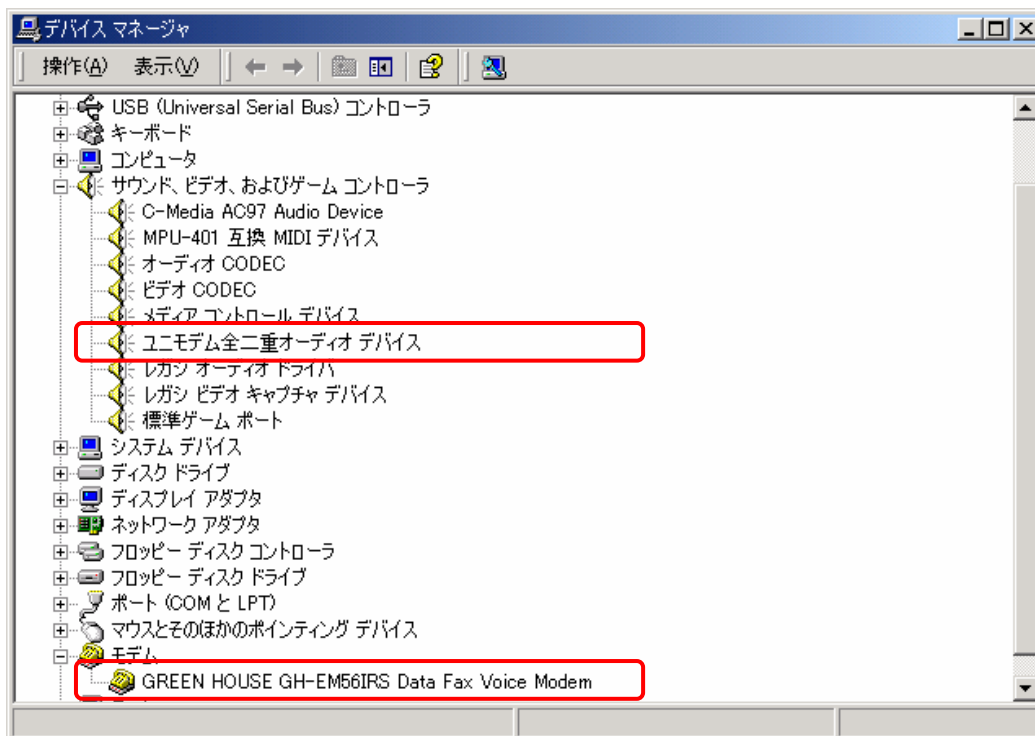 デバイス マネージャ
操作(A) 表示(V)
USB (Universal Serial Bus) コントローラ
キーボード
コンピュータ
サウンド、ビデオ、およびゲーム コントローラ
C-Media AC97 Audio Device
MPU-401 互換 MIDI デバイス
オーディオ CODEC
ビデオ CODEC
メディア コントロール デバイス
ユニモデム全二重オーディオ デバイス
レガシ オーディオ ドライバ
レガシ ビデオ キャプチャ デバイス
標準ゲーム ポート
システム デバイス
ディスク ドライブ
ディスプレイ アダプタ
ネットワーク アダプタ
フロッピー ディスク コントローラ
フロッピー ディスク ドライブ
ポート (COM と LPT)
マウスとそのほかのポインティング デバイス
モデム
GREEN HOUSE GH-EM56IRS Data Fax Voice Modem